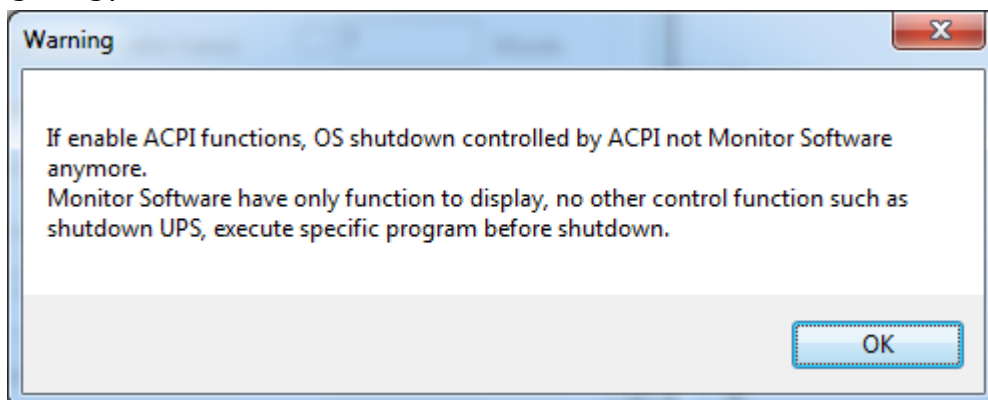 Warning
If enable ACPI functions, OS shutdown controlled by ACPI not Monitor Software
anymore.
Monitor Software have only function to display, no other control function such as
shutdown UPS, execute specific program before shutdown.
OK